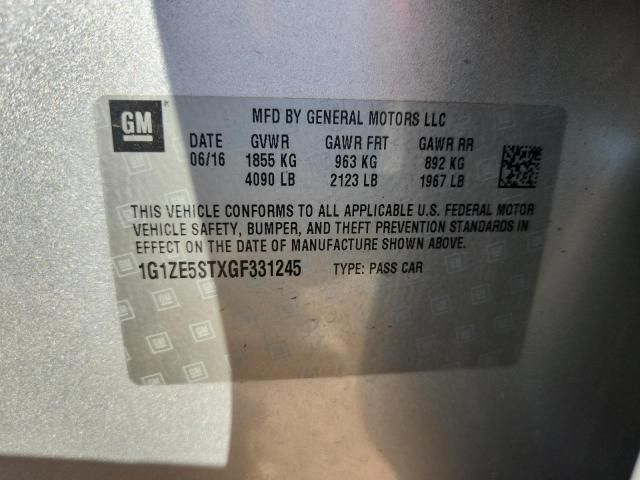 GM
MFD BY GENERAL MOTORS LLC
DATE GVWR GAWR FRT GAWR RR
06/16 1855 KG 963 KG 892 KG
4090 LB 2123 LB 1967 LB
THIS VEHICLE CONFORMS TO ALL APPLICABLE U.S. FEDERAL MOTOR
VEHICLE SAFETY, BUMPER, AND THEFT PREVENTION STANDARDS IN
EFFECT ON THE DATE OF MANUFACTURE SHOWN ABOVE.
1G1ZE5STXGF331245 TYPE: PASS CAR